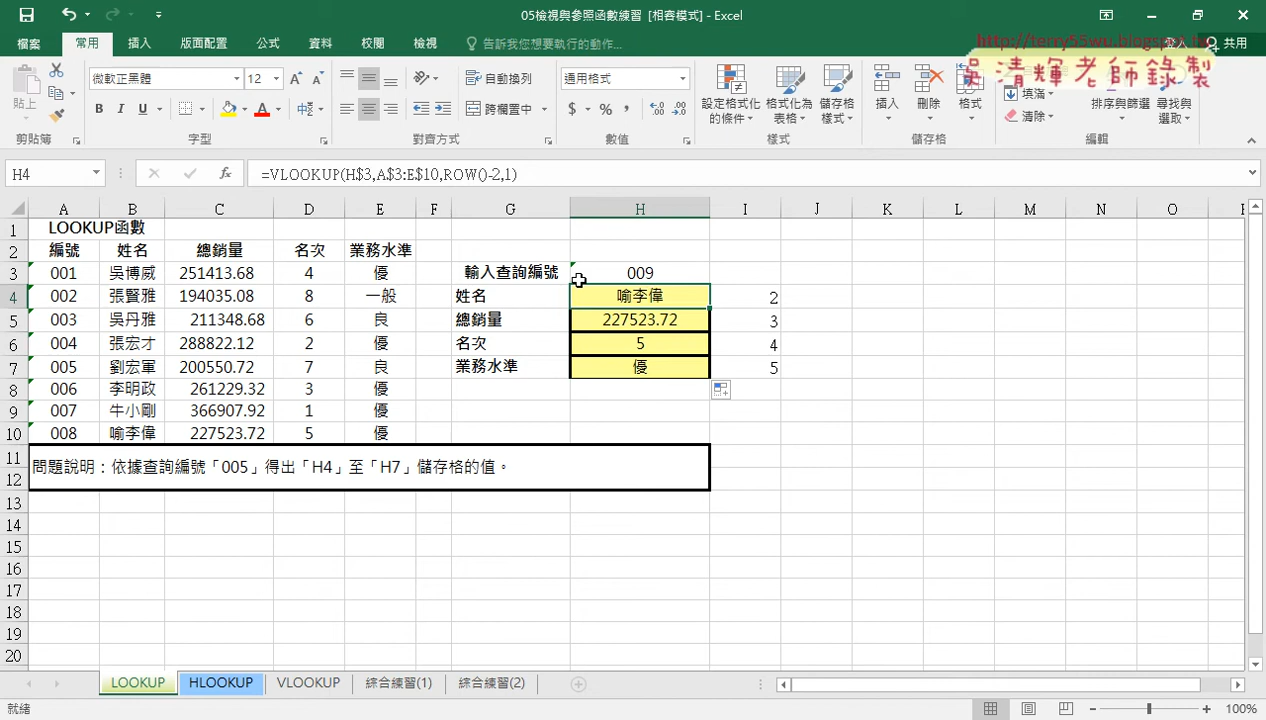 05檢視與參照函數練習 [相容模式] - Excel
http://terry55wu.blogspot.tw
吳清輝老師錄製
檔案 常用 插入 版面配置 公式 資料 校閱 檢視 告訴我您想要執行的動作... 登入 共用
貼上 微軟正黑體 12 自動換列 通用格式 設定格式化的條件 格式化為表格 儲存格樣式 插入 刪除 格式 填滿 排序與篩選 尋找與選取
B I U 中 跨欄置中 $ % , 清除
剪貼簿 字型 對齊方式 數值 樣式 儲存格 編輯
H4 fx =VLOOKUP(H$3,A$3:E$10,ROW()-2,1)
A B C D E F G H I J K L M N O
1 LOOKUP函數
2 編號 姓名 總銷量 名次 業務水準
3 001 吳博威 251413.68 4 優 輸入查詢編號 009
4 002 張賢雅 194035.08 8 一般 姓名 喻李偉 2
5 003 吳丹雅 211348.68 6 良 總銷量 227523.72 3
6 004 張宏才 288822.12 2 優 名次 5 4
7 005 劉宏軍 200550.72 7 良 業務水準 優 5
8 006 李明政 261229.32 3 優
9 007 牛小剛 366907.92 1 優
10 008 喻李偉 227523.72 5 優
11
問題說明：依據查詢編號「005」得出「H4」至「H7」儲存格的值。
12
13
14
15
16
17
18
19
20
LOOKUP HLOOKUP VLOOKUP 綜合練習(1) 綜合練習(2)
就緒 100%